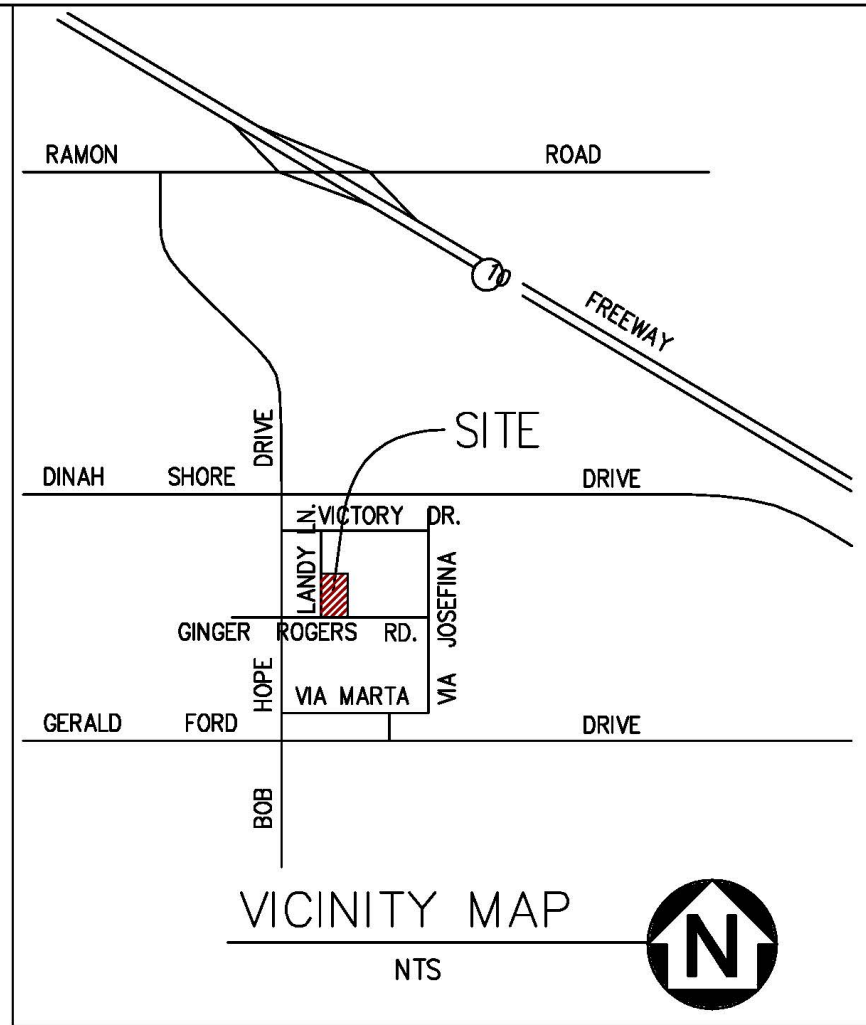 RAMON ROAD
10
FREEWAY
DRIVE
SITE
DINAH SHORE DRIVE
VICTORY DR.
LANDY LN.
VIA JOSEFINA
GINGER ROGERS RD.
HOPE
VIA MARTA
GERALD FORD DRIVE
BOB
VICINITY MAP
NTS
N